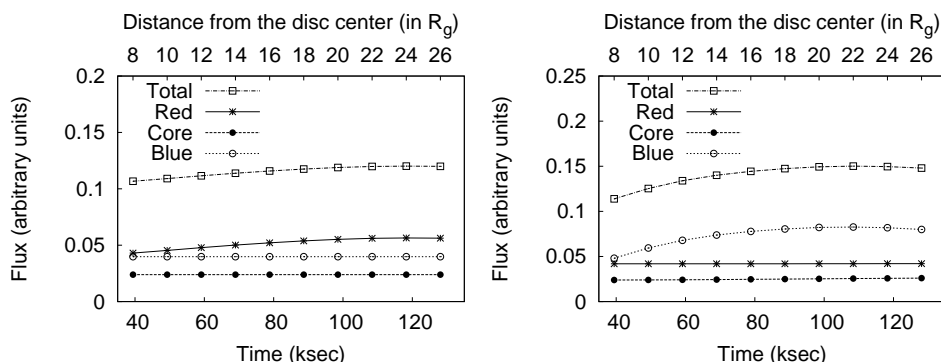 Distance from the disc center (in Rg)
8 10 12 14 16 18 20 22 24 26
0.2
0.15
0.1
0.05
0
Flux (arbitrary units)
Total
Red
Core
Blue
40 60 80 100 120
Time (ksec)
Distance from the disc center (in Rg)
8 10 12 14 16 18 20 22 24 26
0.25
0.2
0.15
0.1
0.05
0
Flux (arbitrary units)
Total
Red
Core
Blue
40 60 80 100 120
Time (ksec)